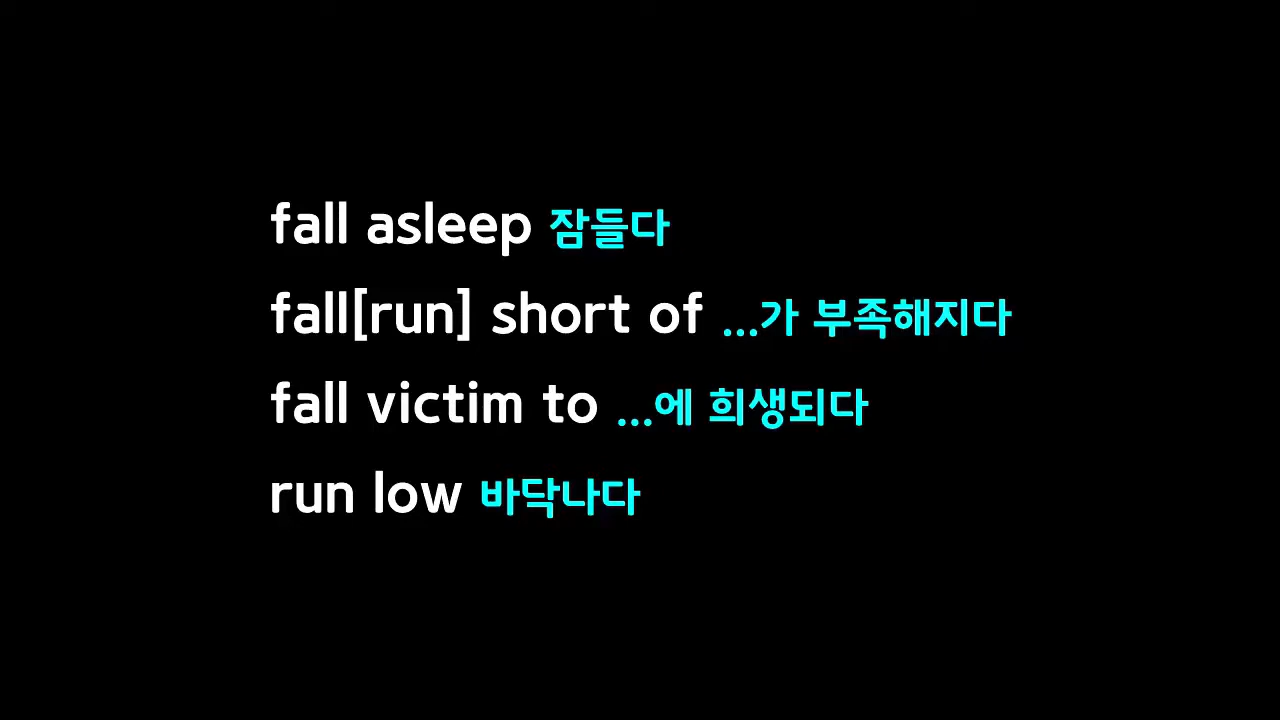 fall asleep 잠들다
fall[run] short of ...가 부족해지다
fall victim to ...에 희생되다
run low 바닥나다